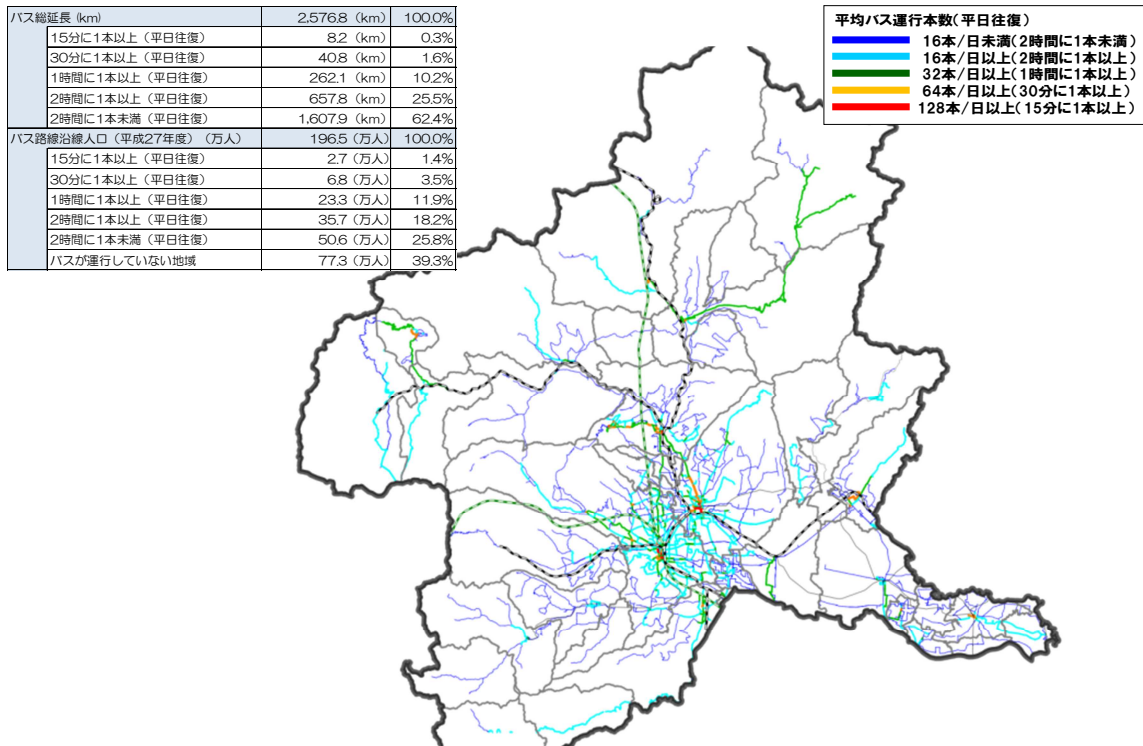 バス総延長 (km) 2,576.8 (km) 100.0%
15分に1本以上 (平日往復) 8.2 (km) 0.3%
30分に1本以上 (平日往復) 40.8 (km) 1.6%
1時間に1本以上 (平日往復) 262.1 (km) 10.2%
2時間に1本以上 (平日往復) 657.8 (km) 25.5%
2時間に1本未満 (平日往復) 1,607.9 (km) 62.4%
バス路線沿線人口 (平成27年度) (万人) 196.5 (万人) 100.0%
15分に1本以上 (平日往復) 2.7 (万人) 1.4%
30分に1本以上 (平日往復) 6.8 (万人) 3.5%
1時間に1本以上 (平日往復) 23.3 (万人) 11.9%
2時間に1本以上 (平日往復) 35.7 (万人) 18.2%
2時間に1本未満 (平日往復) 50.6 (万人) 25.8%
バスが運行していない地域 77.3 (万人) 39.3%
平均バス運行本数(平日往復)
16本/日未満(2時間に1本未満)
16本/日以上(2時間に1本以上)
32本/日以上(1時間に1本以上)
64本/日以上(30分に1本以上)
128本/日以上(15分に1本以上)